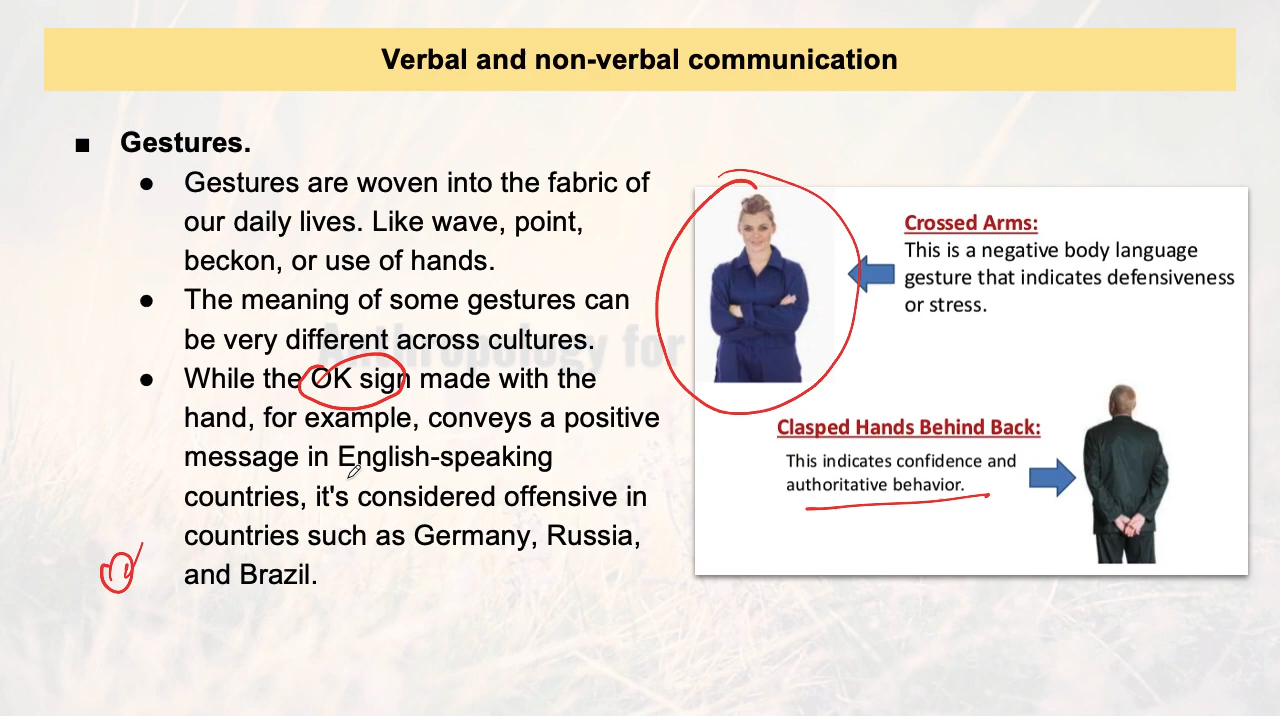 Verbal and non-verbal communication
■ Gestures.
● Gestures are woven into the fabric of
our daily lives. Like wave, point,
beckon, or use of hands.
● The meaning of some gestures can
be very different across cultures.
● While the OK sign made with the
hand, for example, conveys a positive
message in English-speaking
countries, it's considered offensive in
countries such as Germany, Russia,
and Brazil.
Anthropology for
Crossed Arms:
This is a negative body language
gesture that indicates defensiveness
or stress.
Clasped Hands Behind Back:
This indicates confidence and
authoritative behavior.